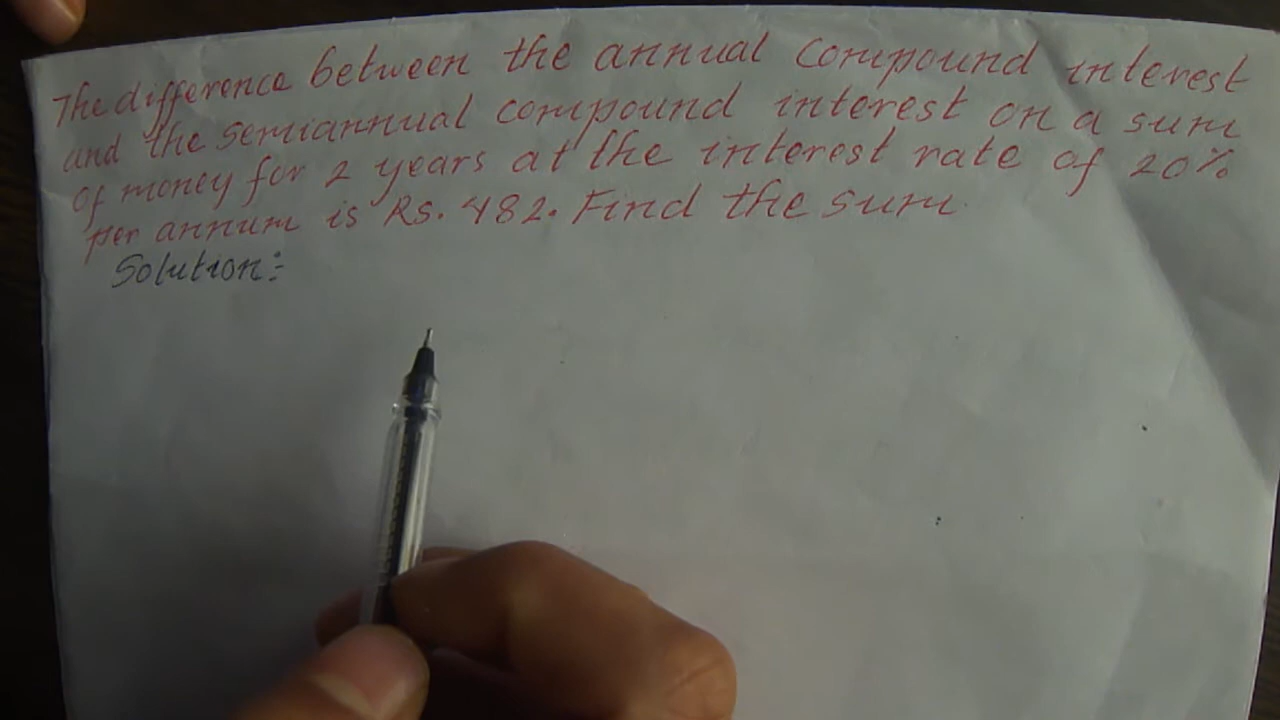 The difference between the annual Compound interest
and the semiannual compound interest on a sum
of money for 2 years at the interest rate of 20%
per annum is Rs. 482. Find the sum.
Solution:-